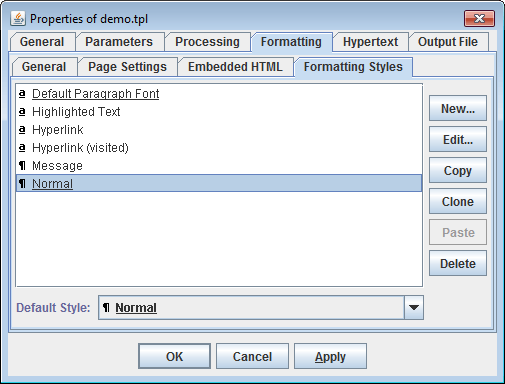 Properties of demo.tpl
General Parameters Processing Formatting Hypertext Output File
General Page Settings Embedded HTML Formatting Styles
a Default Paragraph Font
a Highlighted Text
a Hyperlink
a Hyperlink (visited)
¶ Message
¶ Normal
New...
Edit...
Copy
Clone
Paste
Delete
Default Style: ¶ Normal
OK Cancel Apply